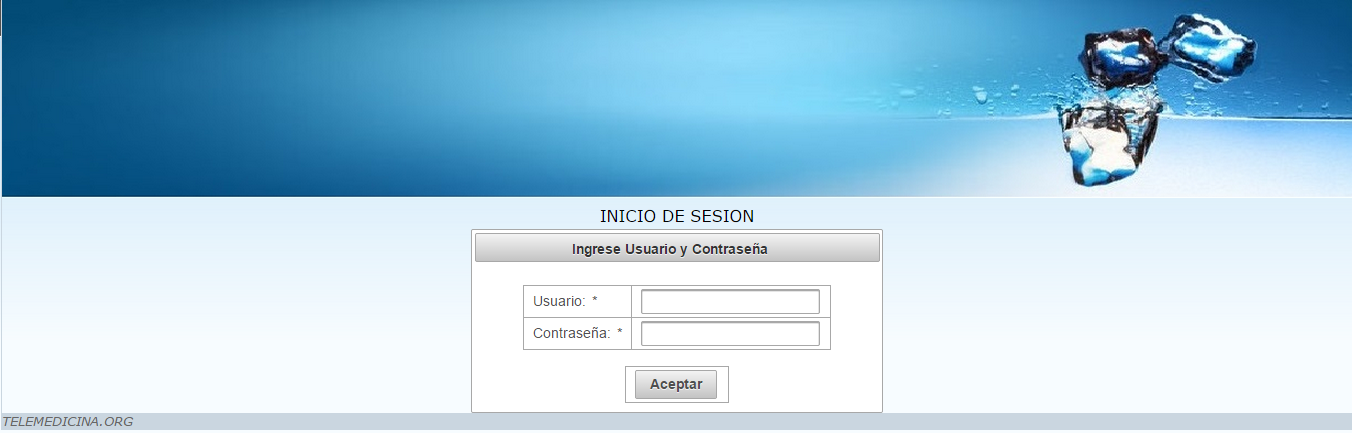 INICIO DE SESION
Ingrese Usuario y Contraseña
Usuario: *
Contraseña: *
Aceptar
TELEMEDICINA.ORG